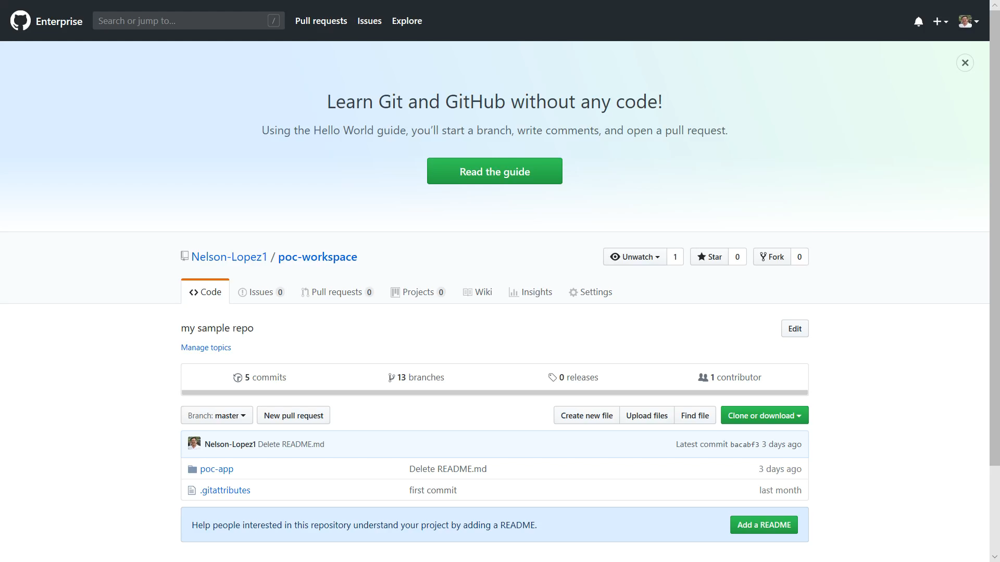 Enterprise Search or jump to... / Pull requests Issues Explore
Learn Git and GitHub without any code!
Using the Hello World guide, you’ll start a branch, write comments, and open a pull request.
Read the guide
Nelson-Lopez1 / poc-workspace Unwatch 1 Star 0 Fork 0
Code Issues 0 Pull requests 0 Projects 0 Wiki Insights Settings
my sample repo Edit
Manage topics
5 commits 13 branches 0 releases 1 contributor
Branch: master New pull request Create new file Upload files Find file Clone or download
Nelson-Lopez1 Delete README.md Latest commit bacabf3 3 days ago
poc-app Delete README.md 3 days ago
.gitattributes first commit last month
Help people interested in this repository understand your project by adding a README. Add a README